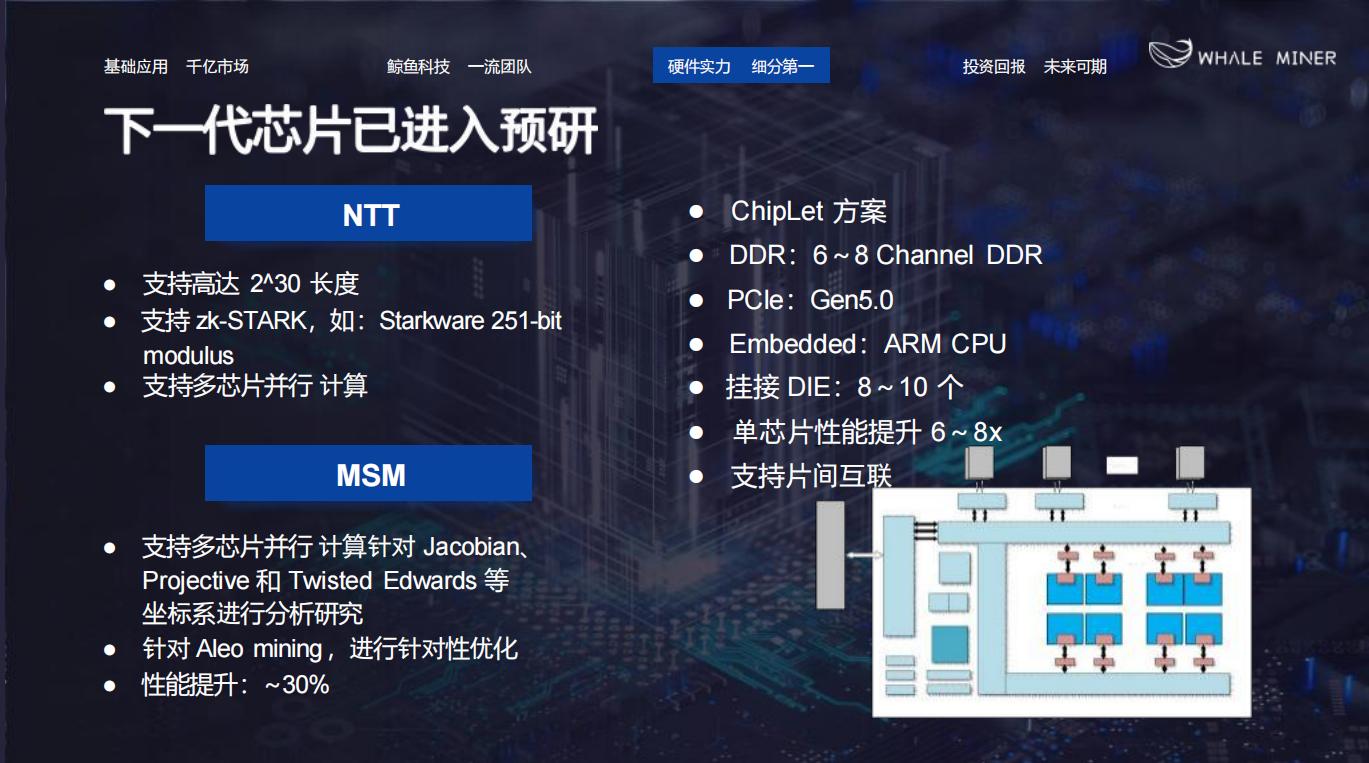 基础应用 千亿市场
鲸鱼科技 一流团队
硬件实力 细分第一
投资回报 未来可期
WHALE MINER
下一代芯片已进入预研
NTT
● 支持高达 2^30 长度
● 支持 zk-STARK，如：Starkware 251-bit
modulus
● 支持多芯片并行 计算
MSM
● 支持多芯片并行 计算针对 Jacobian、
Projective 和 Twisted Edwards 等
坐标系进行分析研究
● 针对 Aleo mining ，进行针对性优化
● 性能提升：~30%
● ChipLet 方案
● DDR：6～8 Channel DDR
● PCIe：Gen5.0
● Embedded：ARM CPU
● 挂接 DIE：8～10 个
● 单芯片性能提升 6～8x
● 支持片间互联